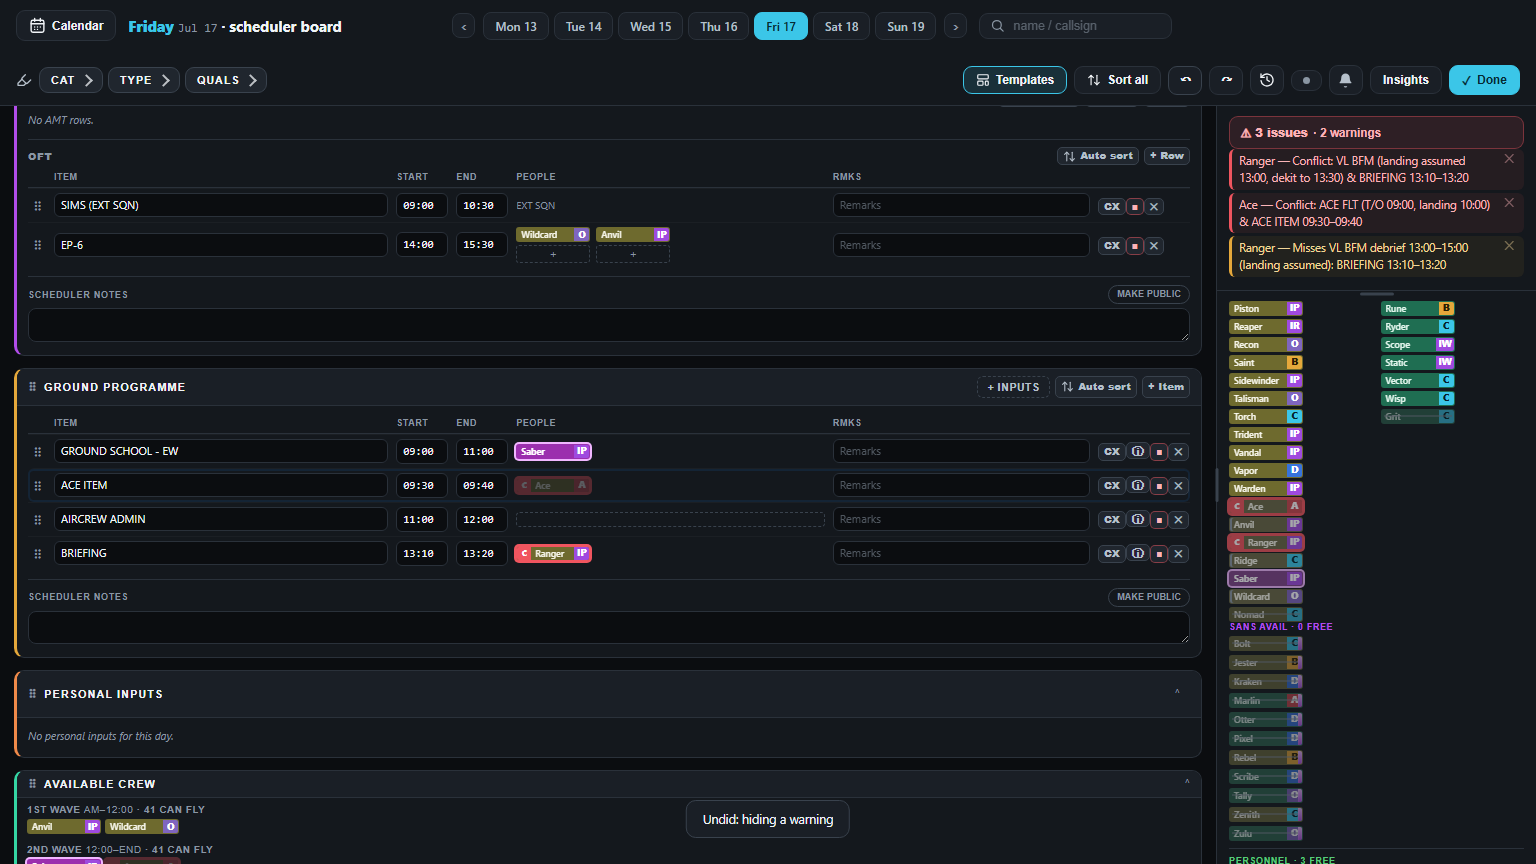 Calendar
Friday Jul 17 · scheduler board
Mon 13
Tue 14
Wed 15
Thu 16
Fri 17
Sat 18
Sun 19
name / callsign
CAT
TYPE
QUALS
Templates
Sort all
Insights
✓ Done
No AMT rows.
OFT
Auto sort
+ Row
ITEM START END PEOPLE RMKS
SIMS (EXT SQN) 09:00 10:30 EXT SQN Remarks CX
EP-6 14:00 15:30 Wildcard O Anvil IP Remarks CX
+ +
SCHEDULER NOTES
MAKE PUBLIC
GROUND PROGRAMME
+ INPUTS
Auto sort
+ Item
ITEM START END PEOPLE RMKS
GROUND SCHOOL - EW 09:00 11:00 Saber IP Remarks CX
ACE ITEM 09:30 09:40 C Ace A Remarks CX
AIRCREW ADMIN 11:00 12:00 Remarks CX
BRIEFING 13:10 13:20 C Ranger IP Remarks CX
SCHEDULER NOTES
MAKE PUBLIC
PERSONAL INPUTS
No personal inputs for this day.
AVAILABLE CREW
1ST WAVE AM–12:00 · 41 CAN FLY
Anvil IP Wildcard O
2ND WAVE 12:00–END · 41 CAN FLY
Undid: hiding a warning
⚠ 3 issues · 2 warnings
Ranger — Conflict: VL BFM (landing assumed
13:00, dekit to 13:30) & BRIEFING 13:10–13:20
Ace — Conflict: ACE FLT (T/O 09:00, landing 10:00)
& ACE ITEM 09:30–09:40
Ranger — Misses VL BFM debrief 13:00–15:00
(landing assumed): BRIEFING 13:10–13:20
Piston IP
Reaper IR
Recon O
Saint B
Sidewinder IP
Talisman O
Torch C
Trident IP
Vandal IP
Vapor D
Warden IP
C Ace A
Anvil IP
C Ranger IP
Ridge C
Saber IP
Wildcard O
Nomad C
Rune B
Ryder C
Scope IW
Static IW
Vector C
Wisp C
Grit C
SANS AVAIL · 0 FREE
Bolt C
Jester B
Kraken D
Marlin A
Otter D
Pixel D
Rebel B
Scribe D
Tally O
Zenith C
Zulu O
PERSONNEL · 3 FREE